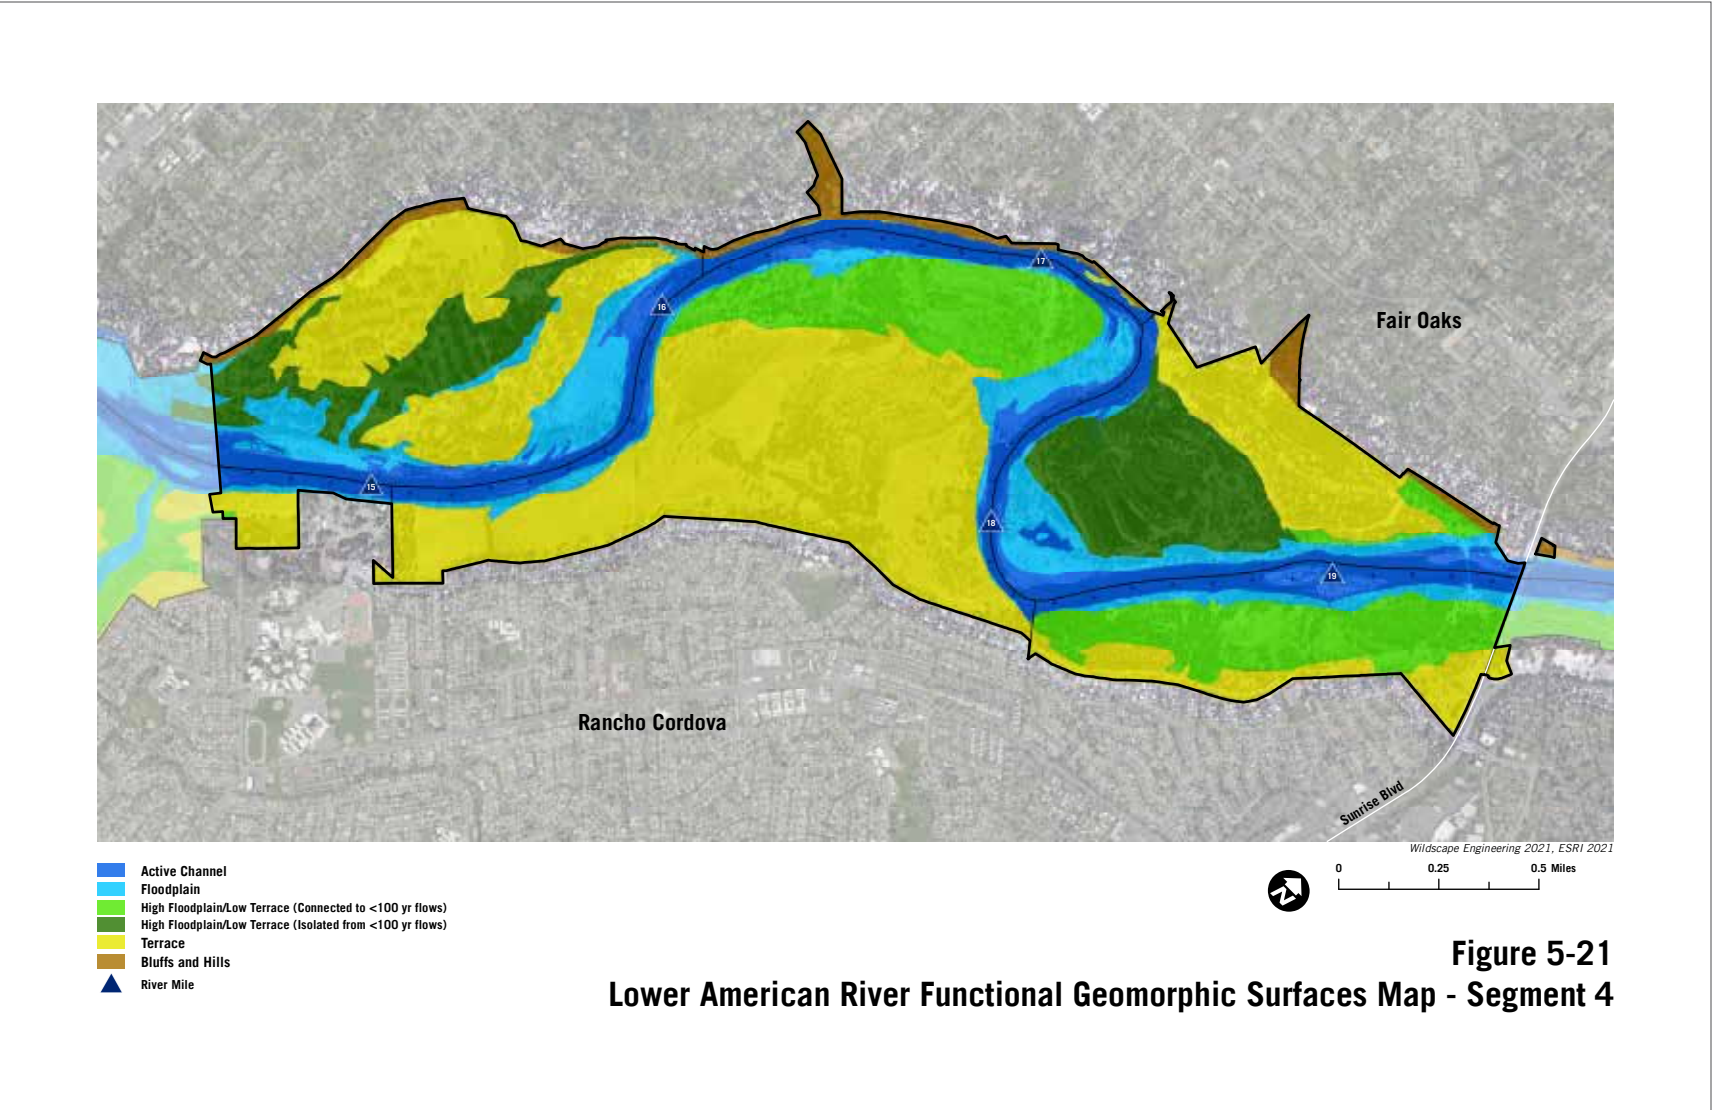 17
16
Fair Oaks
15
18
19
Rancho Cordova
Sunrise Blvd
Wildscape Engineering 2021, ESRI 2021
Active Channel
Floodplain
High Floodplain/Low Terrace (Connected to <100 yr flows)
High Floodplain/Low Terrace (Isolated from <100 yr flows)
Terrace
Bluffs and Hills
River Mile
0 0.25 0.5 Miles
N
Figure 5-21
Lower American River Functional Geomorphic Surfaces Map - Segment 4